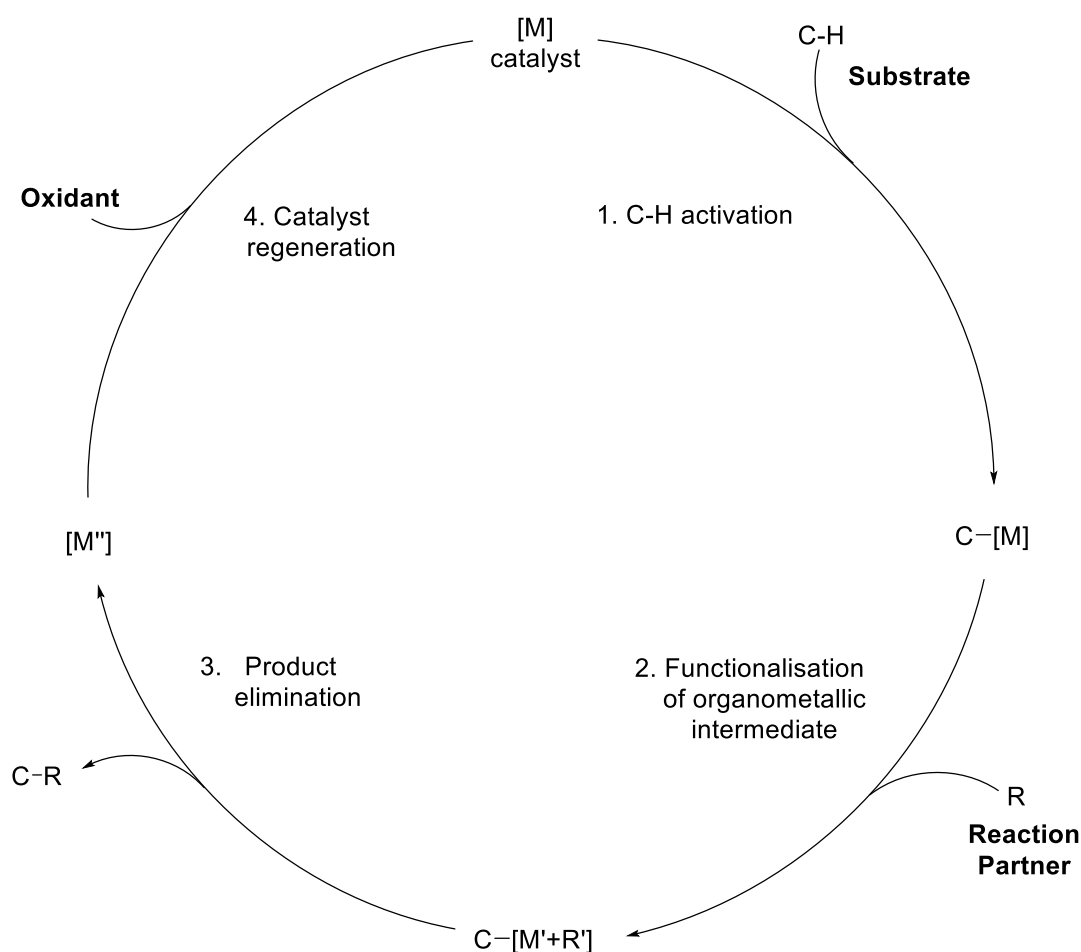 [M]
catalyst
C-H
Substrate
Oxidant
4. Catalyst
regeneration
1. C-H activation
[M"]
C–[M]
3. Product
elimination
2. Functionalisation
of organometallic
intermediate
C–R
R
Reaction
Partner
C–[M'+R']